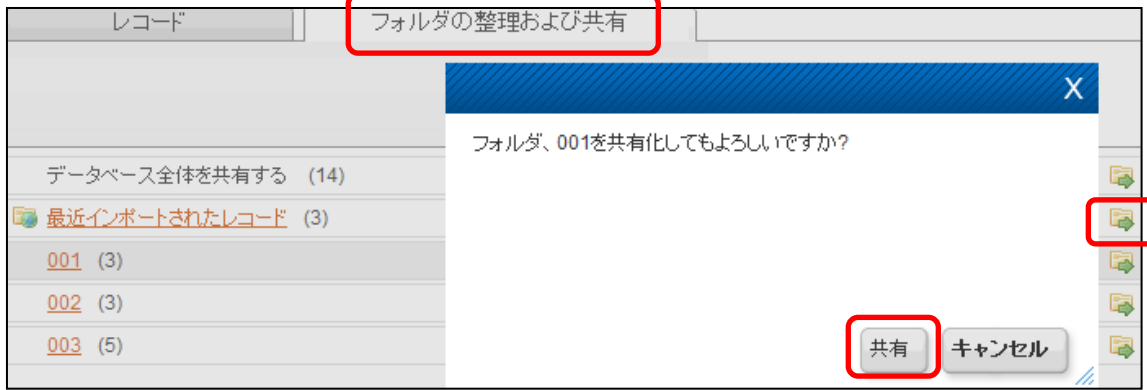 レコード
フォルダの整理および共有
X
フォルダ、001を共有化してもよろしいですか?
データベース全体を共有する (14)
最近インポートされたレコード (3)
001 (3)
002 (3)
003 (5)
共有
キャンセル